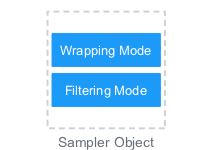 Wrapping Mode
Filtering Mode
Sampler Object